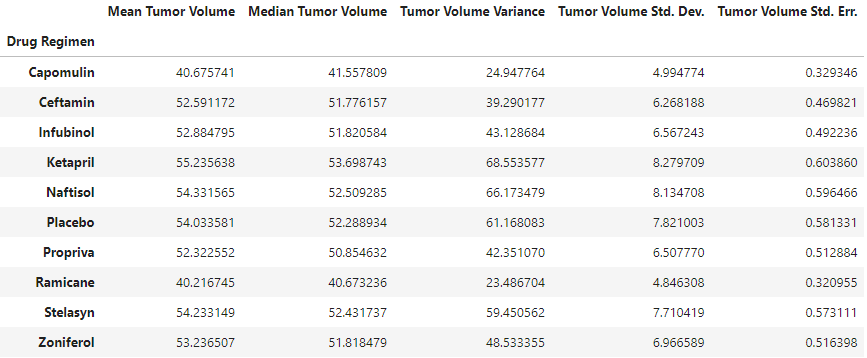 Mean Tumor Volume Median Tumor Volume Tumor Volume Variance Tumor Volume Std. Dev. Tumor Volume Std. Err.
Drug Regimen
Capomulin 40.675741 41.557809 24.947764 4.994774 0.329346
Ceftamin 52.591172 51.776157 39.290177 6.268188 0.469821
Infubinol 52.884795 51.820584 43.128684 6.567243 0.492236
Ketapril 55.235638 53.698743 68.553577 8.279709 0.603860
Naftisol 54.331565 52.509285 66.173479 8.134708 0.596466
Placebo 54.033581 52.288934 61.168083 7.821003 0.581331
Propriva 52.322552 50.854632 42.351070 6.507770 0.512884
Ramicane 40.216745 40.673236 23.486704 4.846308 0.320955
Stelasyn 54.233149 52.431737 59.450562 7.710419 0.573111
Zoniferol 53.236507 51.818479 48.533355 6.966589 0.516398